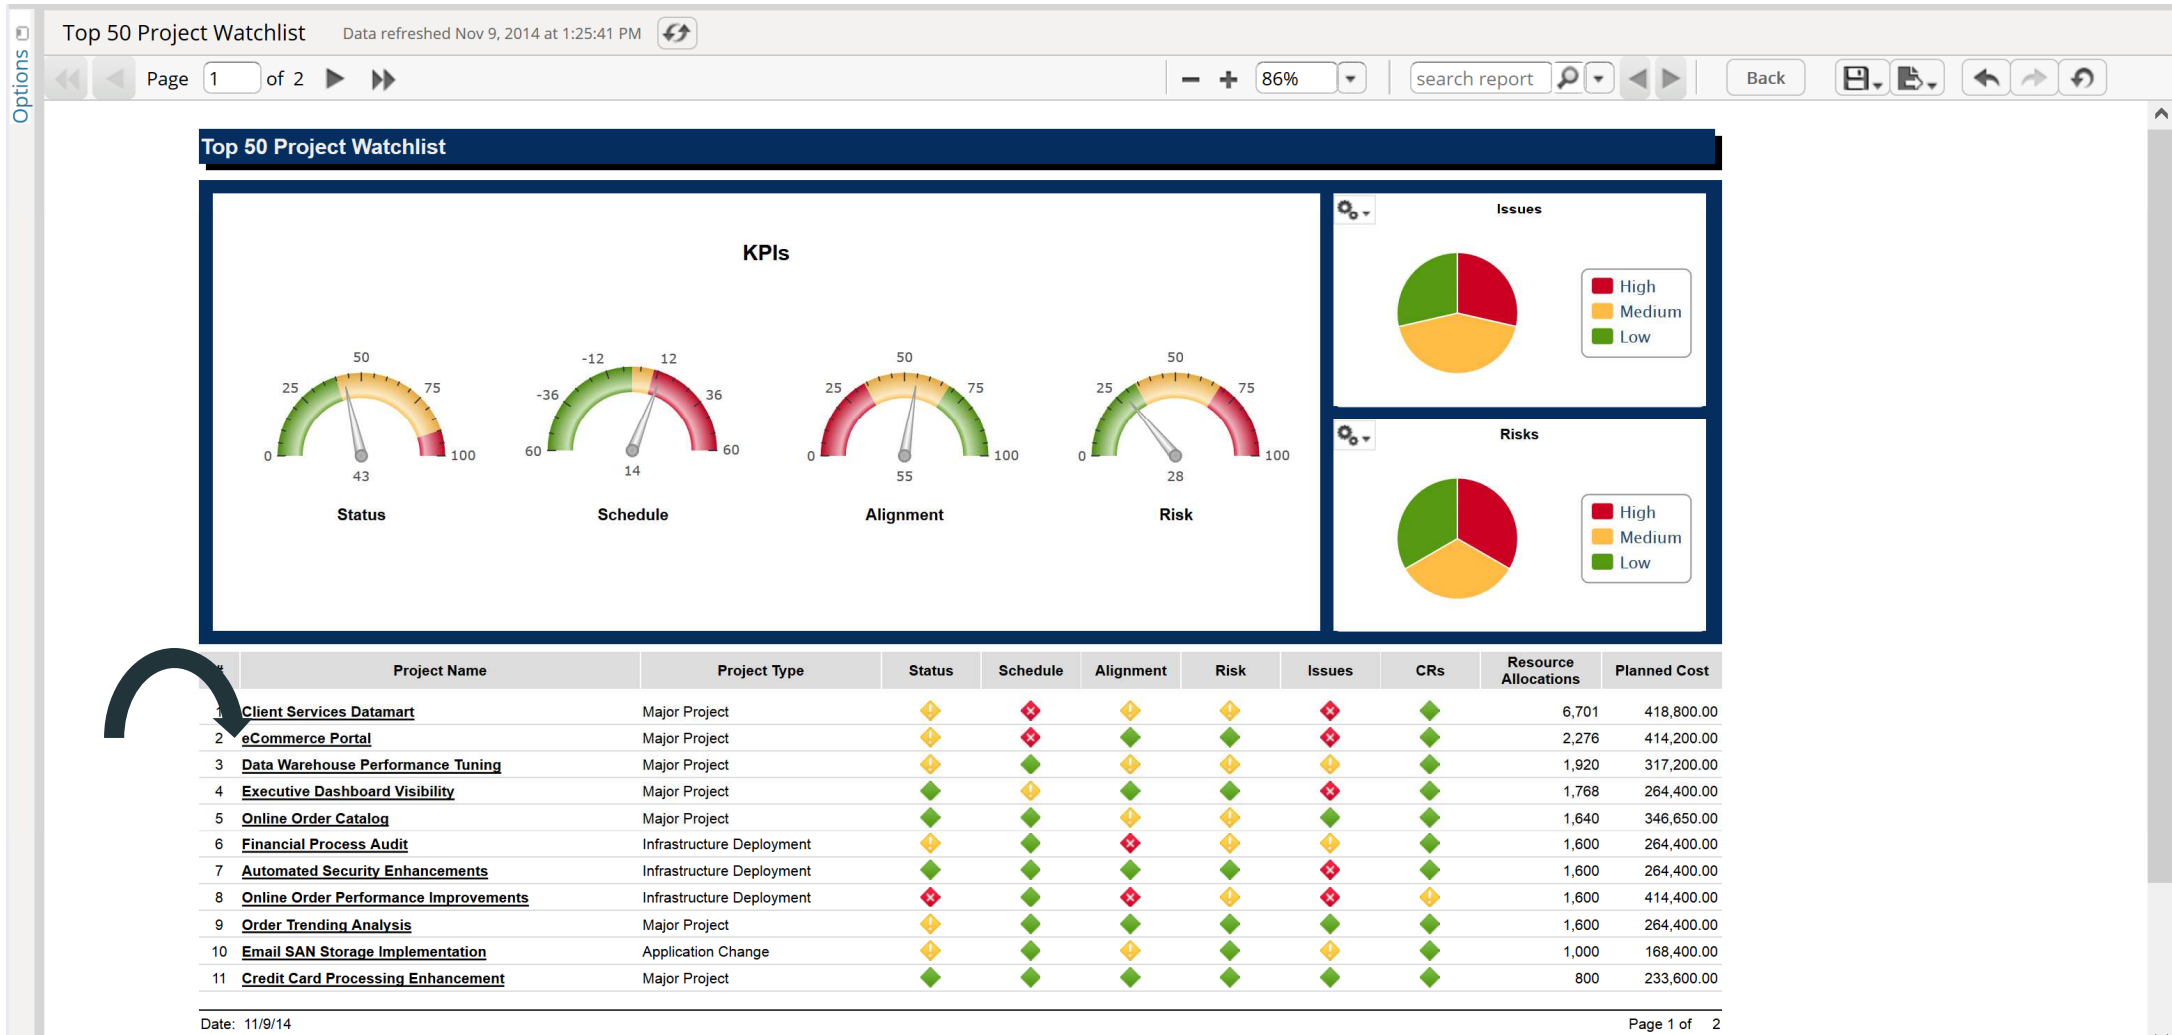 Options
Top 50 Project Watchlist Data refreshed Nov 9, 2014 at 1:25:41 PM
Page 1 of 2 86% search report Back
Top 50 Project Watchlist
KPIs
0 25 50 75 100
43
Status
60 -36 -12 12 36 60
14
Schedule
0 25 50 75 100
55
Alignment
0 25 50 75 100
28
Risk
Issues
High
Medium
Low
Risks
High
Medium
Low
# Project Name Project Type Status Schedule Alignment Risk Issues CRs Resource Allocations Planned Cost
1 Client Services Datamart Major Project 6,701 418,800.00
2 eCommerce Portal Major Project 2,276 414,200.00
3 Data Warehouse Performance Tuning Major Project 1,920 317,200.00
4 Executive Dashboard Visibility Major Project 1,768 264,400.00
5 Online Order Catalog Major Project 1,640 346,650.00
6 Financial Process Audit Infrastructure Deployment 1,600 264,400.00
7 Automated Security Enhancements Infrastructure Deployment 1,600 264,400.00
8 Online Order Performance Improvements Infrastructure Deployment 1,600 414,400.00
9 Order Trending Analysis Major Project 1,600 264,400.00
10 Email SAN Storage Implementation Application Change 1,000 168,400.00
11 Credit Card Processing Enhancement Major Project 800 233,600.00
Date: 11/9/14 Page 1 of 2